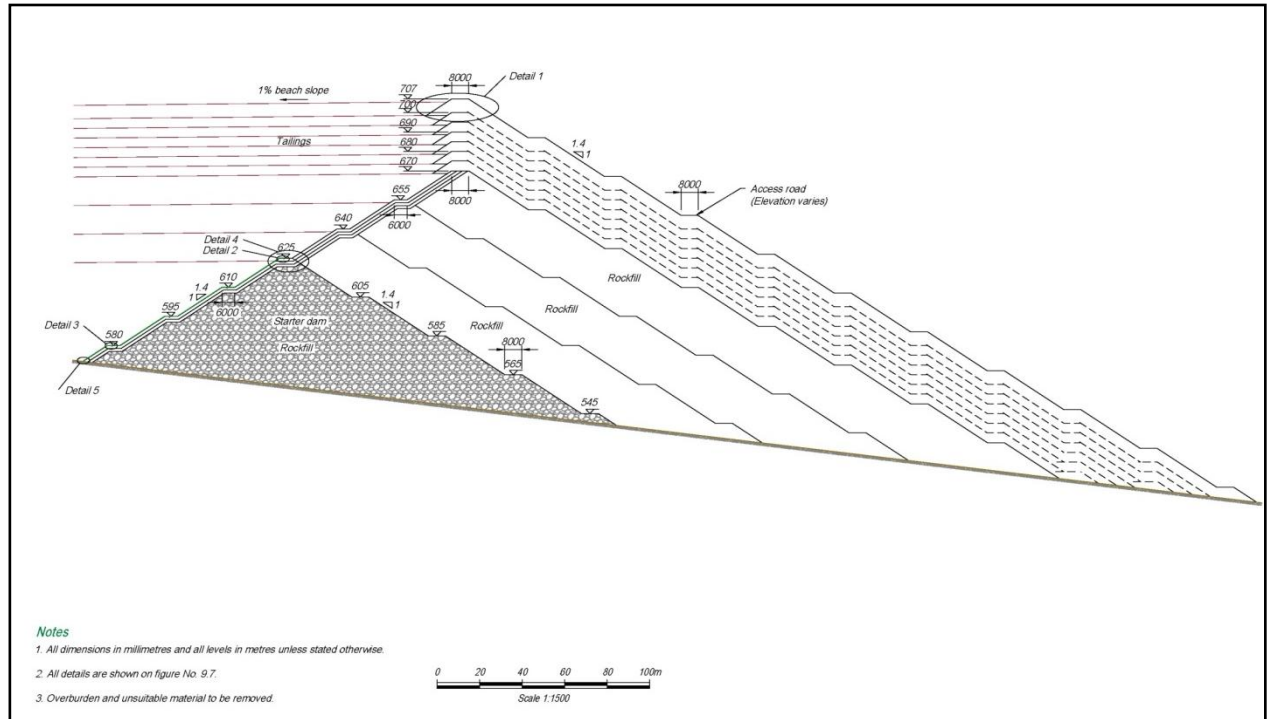 8000
Detail 1
707
1% beach slope
700
690
Tailings
680
1.4
1
670
655
8000
8000
Access road
(Elevation varies)
6000
640
Detail 4
Detail 2
625
Rockfill
1.4
1
610
605
1.4
1
Rockfill
6000
595
Starter dam
Rockfill
585
8000
Detail 3
580
Rockfill
565
Detail 5
545
Notes
1. All dimensions in millimetres and all levels in metres unless stated otherwise.
2. All details are shown on figure No. 9.7.
3. Overburden and unsuitable material to be removed.
0 20 40 60 80 100m
Scale 1:1500